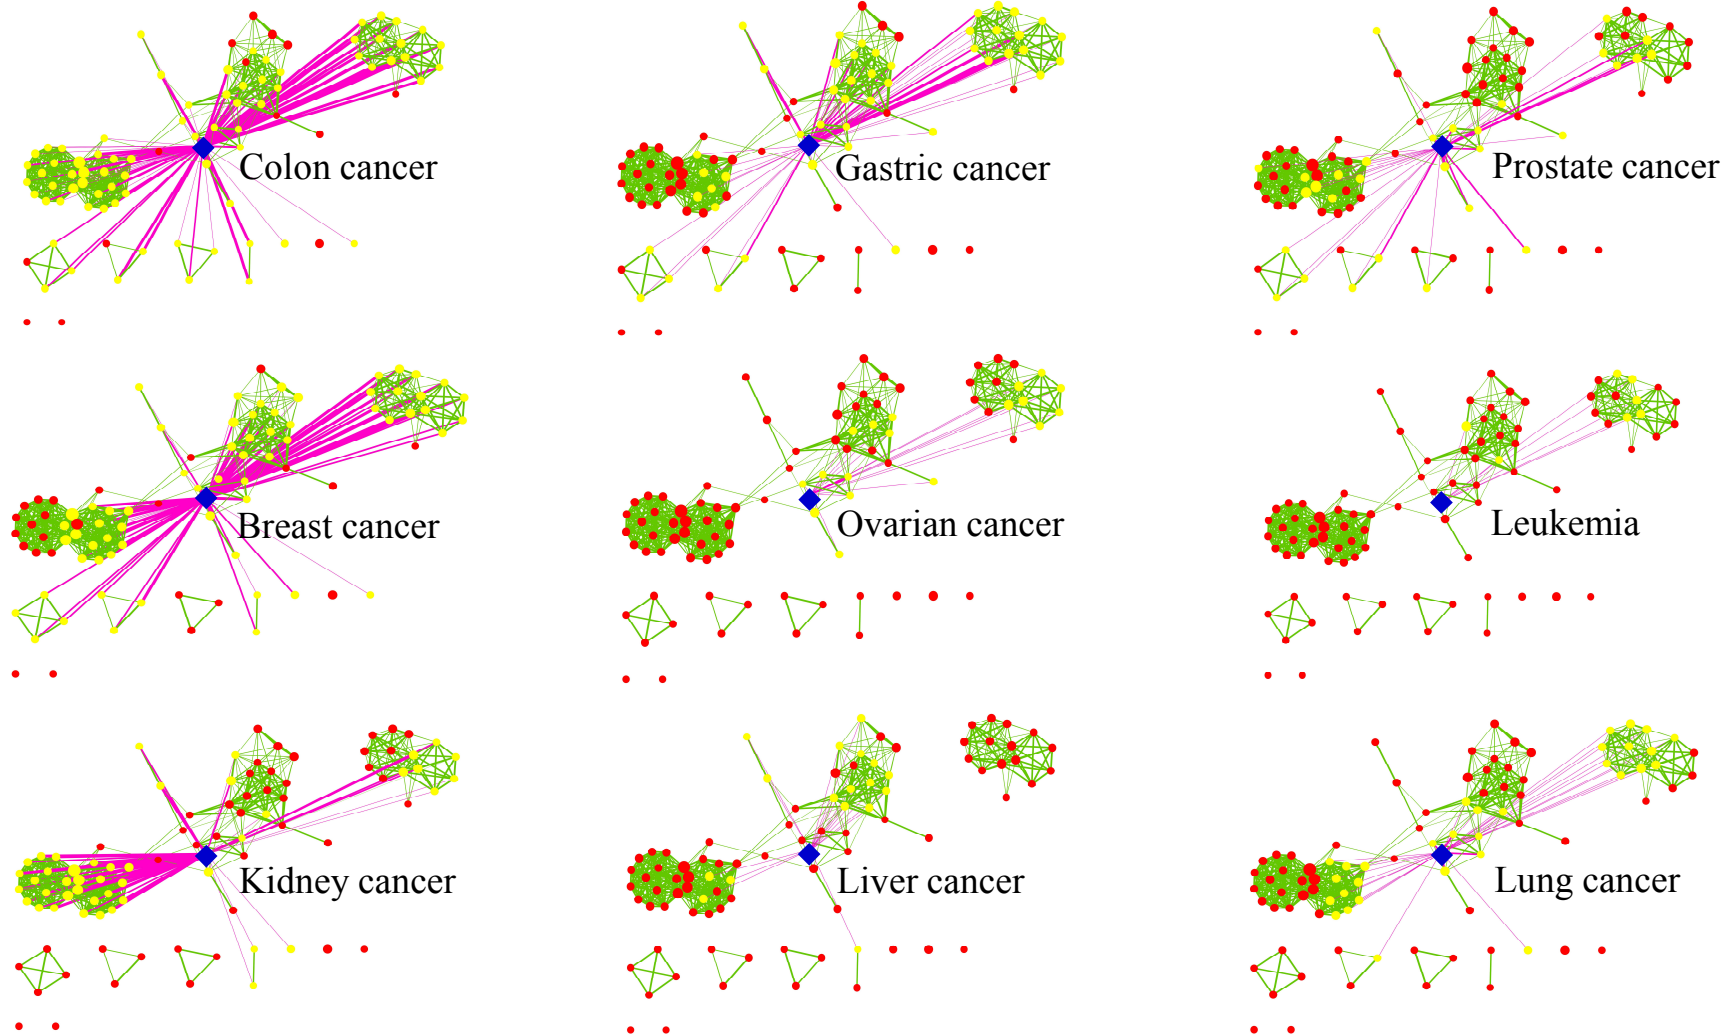 Colon cancer
Gastric cancer
Prostate cancer
Breast cancer
Ovarian cancer
Leukemia
Kidney cancer
Liver cancer
Lung cancer